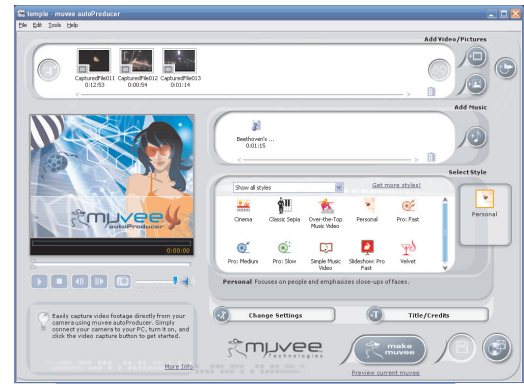 temple - muvee autoProducer
File Edit Tools Help
Add Video/Pictures
CapturedFile011 CapturedFile012 CapturedFile013
0:12:53 0:00:54 0:01:14
Add Music
Beethoven's ...
0:01:15
Select Style
Show all styles
Get more styles!
Cinema Classic Sepia Over-the-Top Music Video Personal Pro: Fast
Pro: Medium Pro: Slow Simple Music Video Slideshow: Pro Fast Velvet
Personal
Personal Focuses on people and emphasizes close-ups of faces.
muvee
autoProducer
0:00:00
Easily capture video footage directly from your
camera using muvee autoProducer. Simply
connect your camera to your PC, turn it on, and
click the video capture button to get started.
More Info
Change Settings
Title/Credits
muvee
Technologies
make
muvee
Preview current muvee